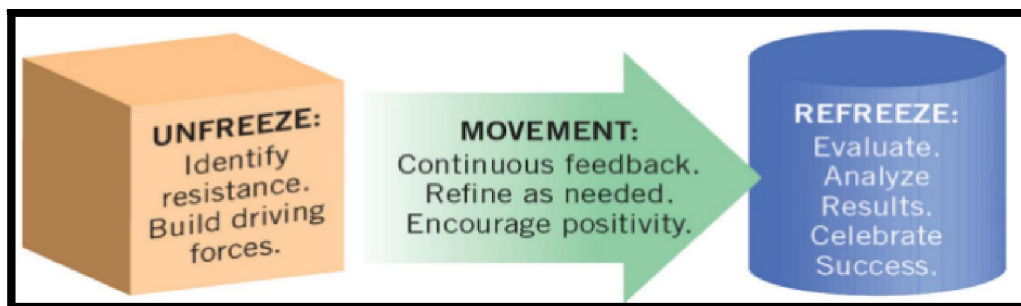 UNFREEZE:
Identify
resistance.
Build driving
forces.
MOVEMENT:
Continuous feedback.
Refine as needed.
Encourage positivity.
REFREEZE:
Evaluate.
Analyze
Results.
Celebrate
Success.